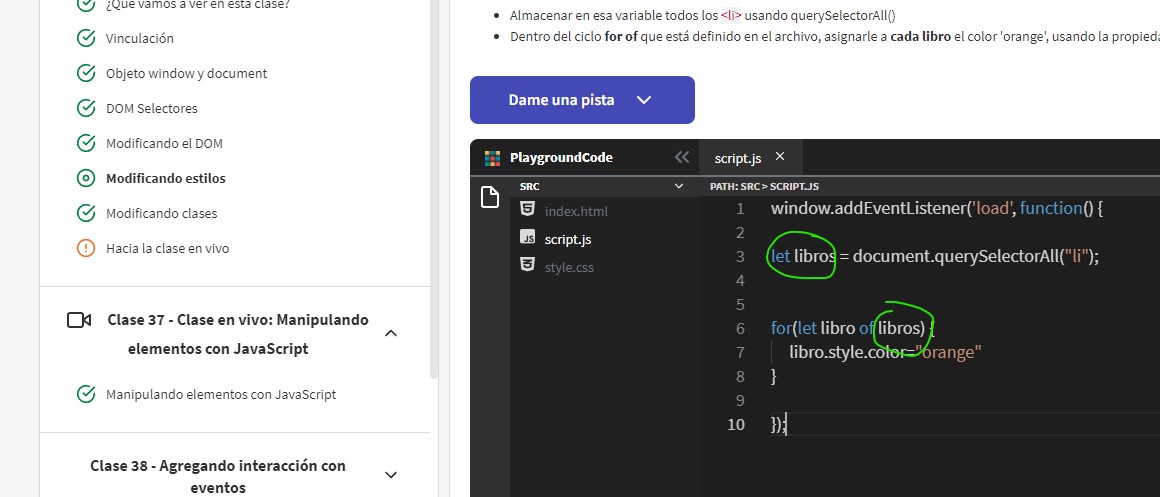 ¿Qué vamos a ver en esta clase?
Vinculación
Objeto window y document
DOM Selectores
Modificando el DOM
Modificando estilos
Modificando clases
Hacia la clase en vivo
Clase 37 - Clase en vivo: Manipulando
elementos con JavaScript
Manipulando elementos con JavaScript
Clase 38 - Agregando interacción con
eventos
Almacenar en esa variable todos los <li> usando querySelectorAll()
Dentro del ciclo for of que está definido en el archivo, asignarle a cada libro el color 'orange', usando la propieda
Dame una pista
PlaygroundCode
SRC
index.html
JS script.js
style.css
script.js
PATH: SRC > SCRIPT.JS
1 window.addEventListener('load', function() {
2
3 let libros = document.querySelectorAll("li");
4
5
6 for(let libro of libros) {
7 libro.style.color="orange"
8 }
9
10 });